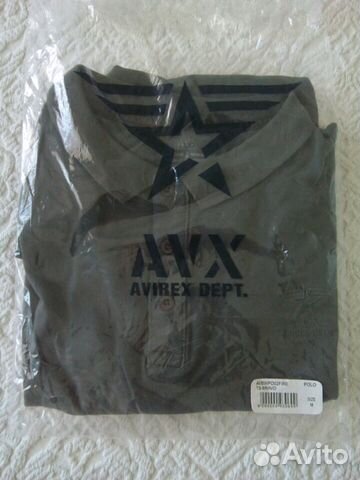 AVX
AVIREX DEPT.
POLO
SIZE
M
Avito